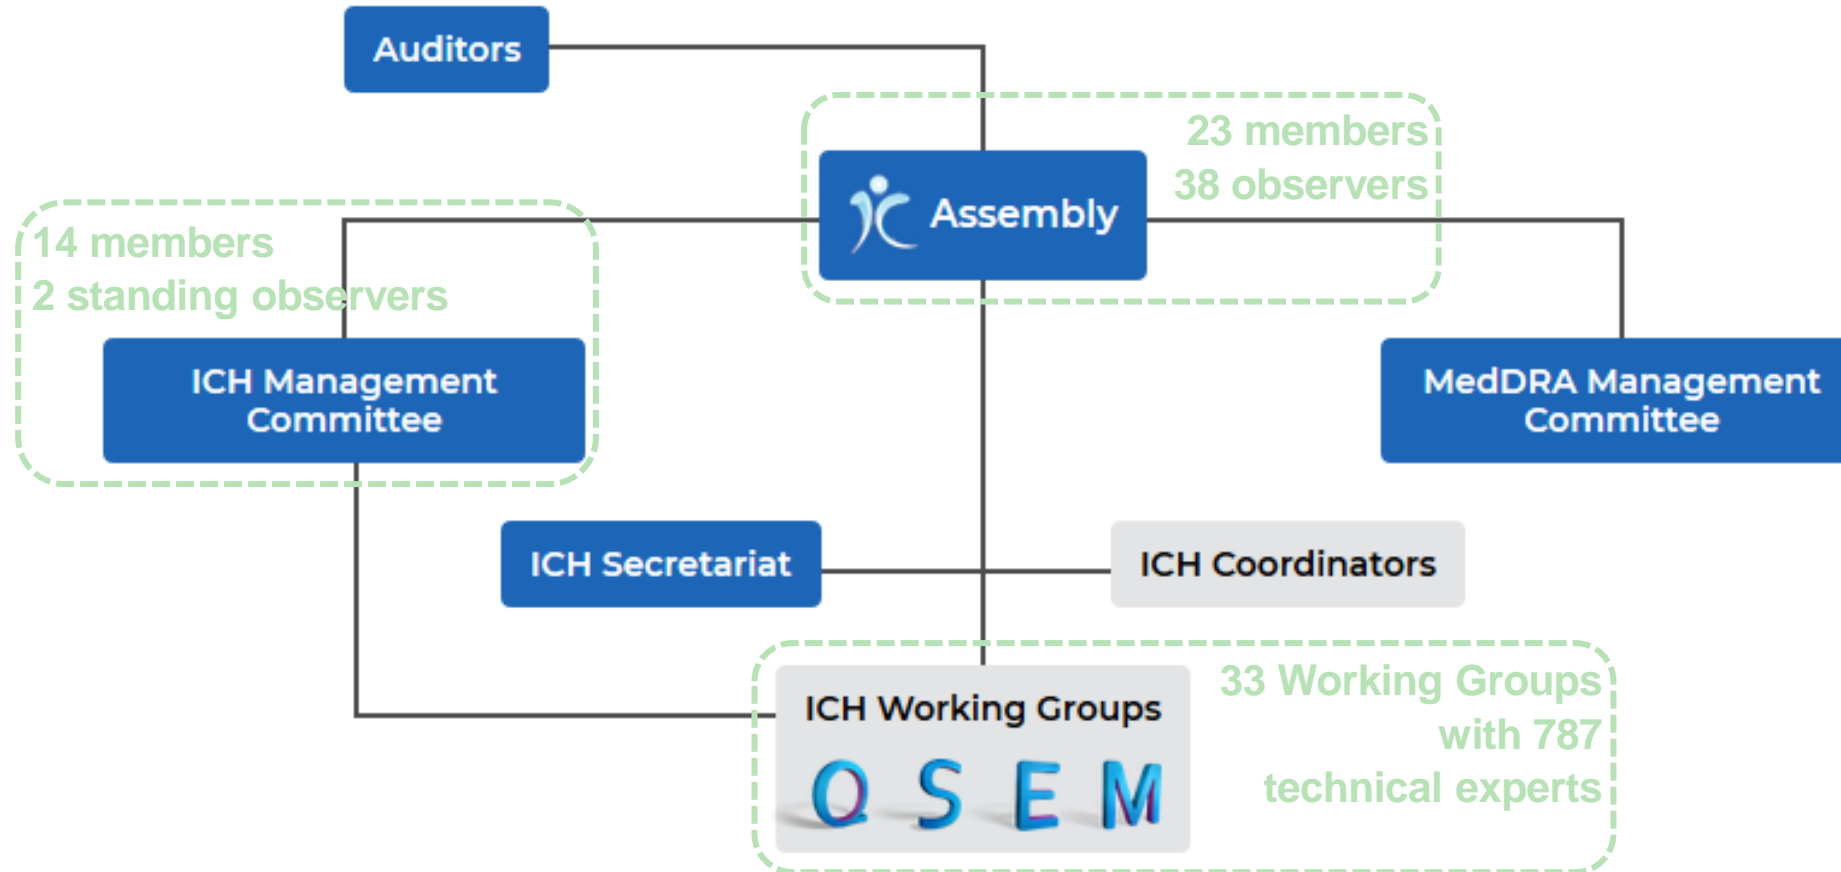 Auditors
23 members
38 observers
Assembly
14 members
2 standing observers
ICH Management
Committee
MedDRA Management
Committee
ICH Secretariat
ICH Coordinators
33 Working Groups
with 787
technical experts
ICH Working Groups
Q S E M